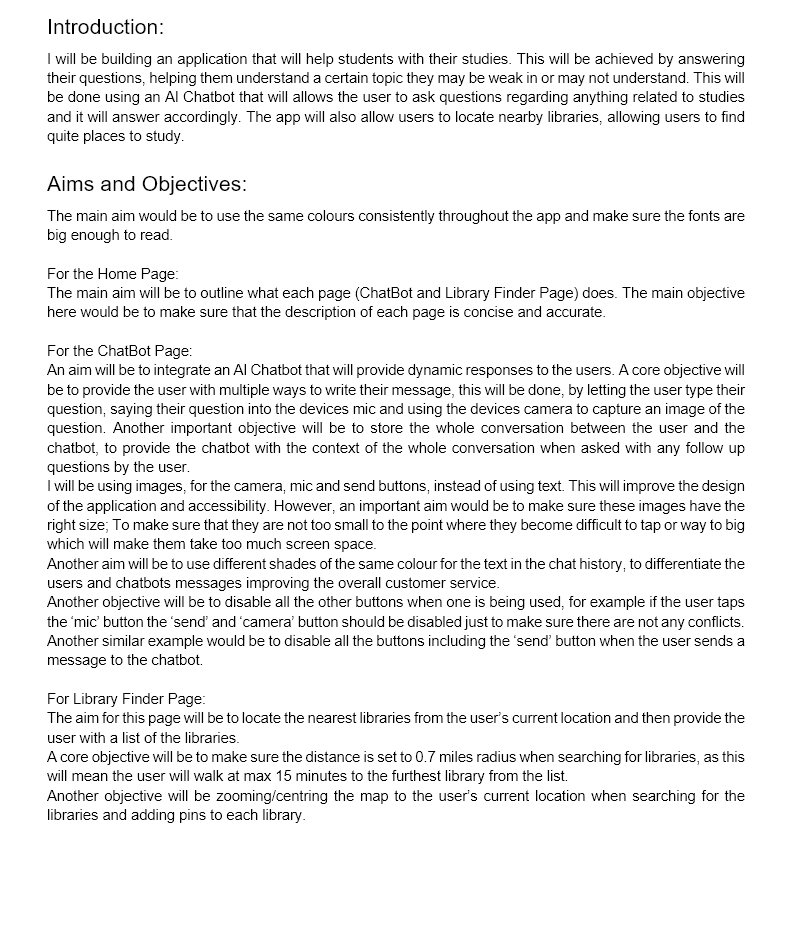 Introduction:
I will be building an application that will help students with their studies. This will be achieved by answering
their questions, helping them understand a certain topic they may be weak in or may not understand. This will
be done using an AI Chatbot that will allows the user to ask questions regarding anything related to studies
and it will answer accordingly. The app will also allow users to locate nearby libraries, allowing users to find
quite places to study.
Aims and Objectives:
The main aim would be to use the same colours consistently throughout the app and make sure the fonts are
big enough to read.
For the Home Page:
The main aim will be to outline what each page (ChatBot and Library Finder Page) does. The main objective
here would be to make sure that the description of each page is concise and accurate.
For the ChatBot Page:
An aim will be to integrate an AI Chatbot that will provide dynamic responses to the users. A core objective will
be to provide the user with multiple ways to write their message, this will be done, by letting the user type their
question, saying their question into the devices mic and using the devices camera to capture an image of the
question. Another important objective will be to store the whole conversation between the user and the
chatbot, to provide the chatbot with the context of the whole conversation when asked with any follow up
questions by the user.
I will be using images, for the camera, mic and send buttons, instead of using text. This will improve the design
of the application and accessibility. However, an important aim would be to make sure these images have the
right size; To make sure that they are not too small to the point where they become difficult to tap or way to big
which will make them take too much screen space.
Another aim will be to use different shades of the same colour for the text in the chat history, to differentiate the
users and chatbots messages improving the overall customer service.
Another objective will be to disable all the other buttons when one is being used, for example if the user taps
the ‘mic’ button the ‘send’ and ‘camera’ button should be disabled just to make sure there are not any conflicts.
Another similar example would be to disable all the buttons including the ‘send’ button when the user sends a
message to the chatbot.
For Library Finder Page:
The aim for this page will be to locate the nearest libraries from the user’s current location and then provide the
user with a list of the libraries.
A core objective will be to make sure the distance is set to 0.7 miles radius when searching for libraries, as this
will mean the user will walk at max 15 minutes to the furthest library from the list.
Another objective will be zooming/centring the map to the user’s current location when searching for the
libraries and adding pins to each library.